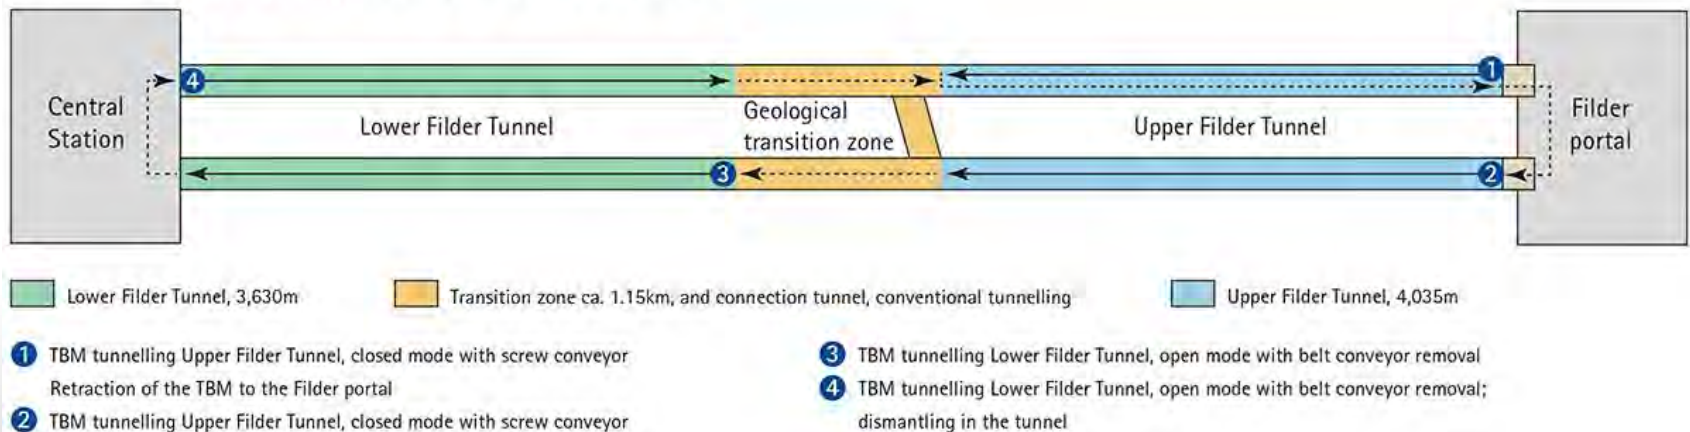 Central
Station
4
1
Geological
transition zone
Lower Filder Tunnel
Upper Filder Tunnel
Filder
portal
3
2
Lower Filder Tunnel, 3,630m
Transition zone ca. 1.15km, and connection tunnel, conventional tunnelling
Upper Filder Tunnel, 4,035m
1 TBM tunnelling Upper Filder Tunnel, closed mode with screw conveyor
Retraction of the TBM to the Filder portal
2 TBM tunnelling Upper Filder Tunnel, closed mode with screw conveyor
3 TBM tunnelling Lower Filder Tunnel, open mode with belt conveyor removal
4 TBM tunnelling Lower Filder Tunnel, open mode with belt conveyor removal;
dismantling in the tunnel